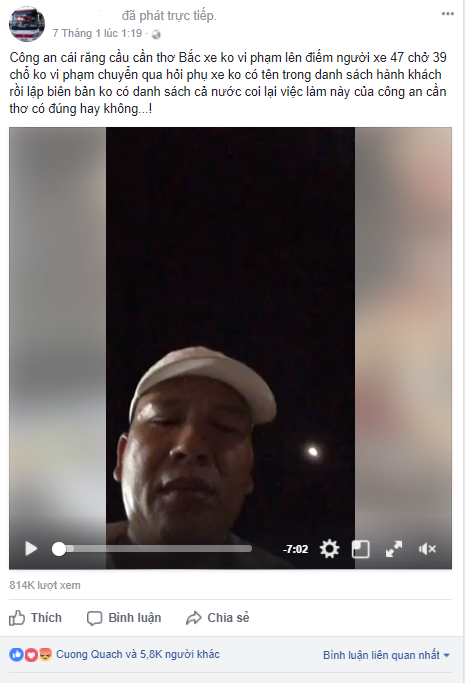 đã phát trực tiếp.
7 Tháng 1 lúc 1:19 ·
Công an cái răng cầu cần thơ Bắc xe ko vi phạm lên điếm người xe 47 chở 39
chổ ko vi phạm chuyển qua hỏi phụ xe ko có tên trong danh sách hành khách
rồi lập biên bản ko có danh sách cả nước coi lại việc làm này của công an cần
thơ có đúng hay không...!
-7:02
814K lượt xem
Thích Bình luận Chia sẻ
Cuong Quach và 5,8K người khác Bình luận liên quan nhất